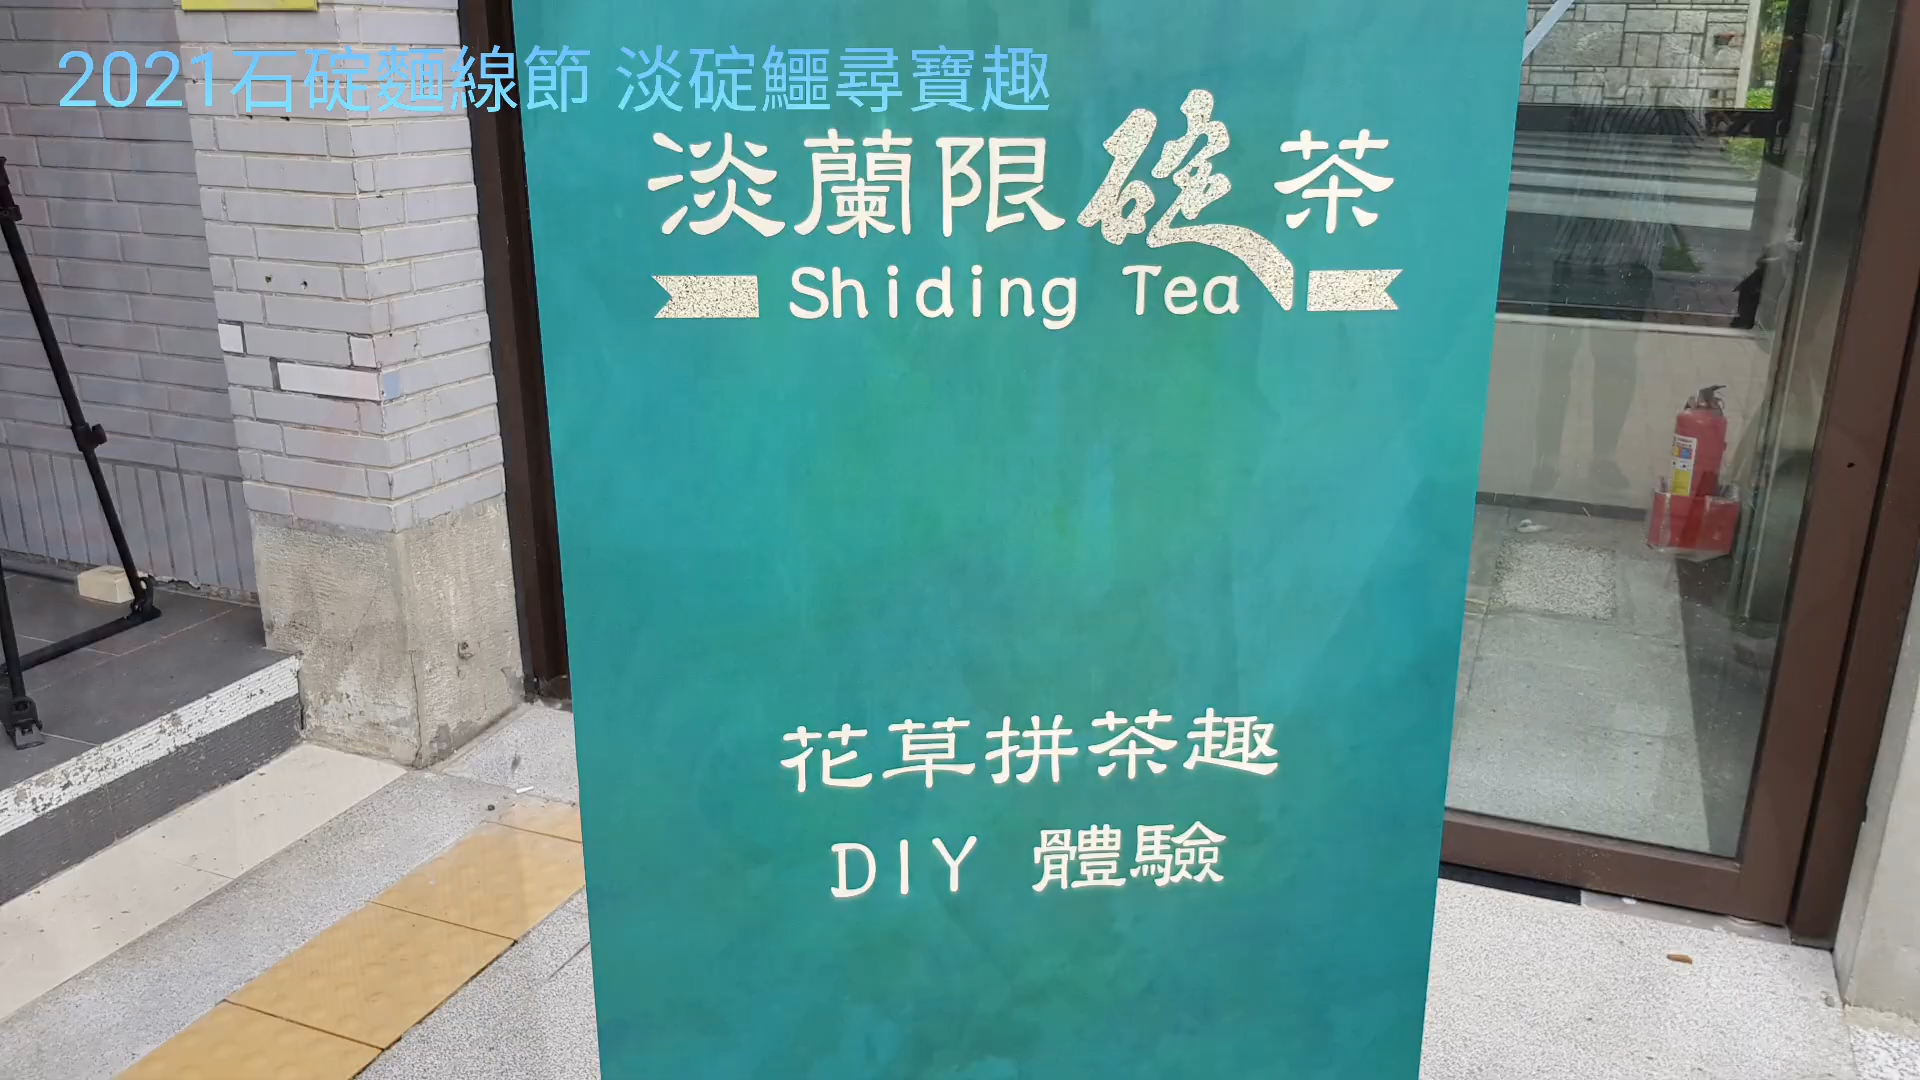 2021石碇麵線節 淡碇鱷尋寶趣
淡蘭限碇茶
Shiding Tea
花草拼茶趣
DIY 體驗